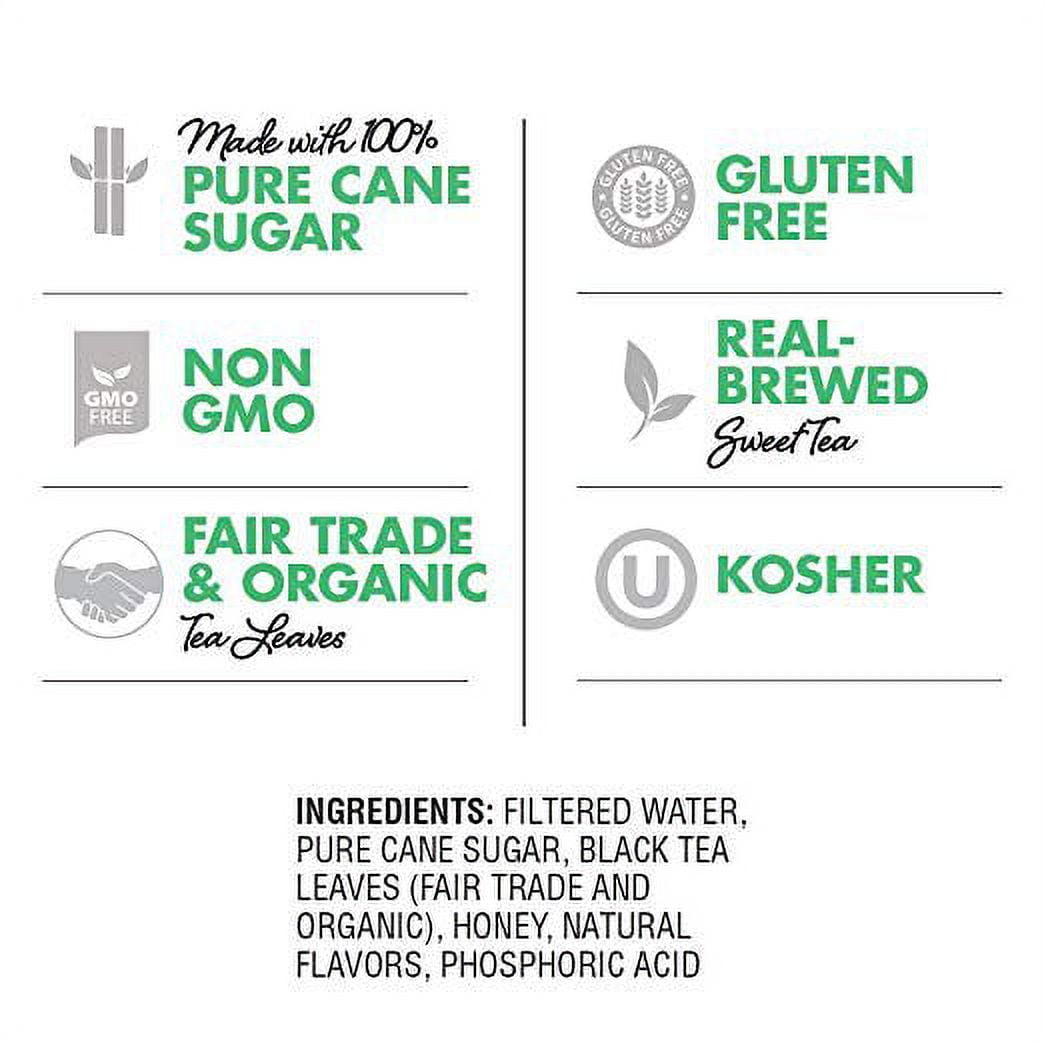 Made with 100%
PURE CANE
SUGAR
GMO
FREE
NON
GMO
FAIR TRADE
& ORGANIC
Tea Leaves
GLUTEN FREE
GLUTEN FREE
GLUTEN
FREE
REAL-
BREWED
Sweet Tea
U
KOSHER
INGREDIENTS: FILTERED WATER,
PURE CANE SUGAR, BLACK TEA
LEAVES (FAIR TRADE AND
ORGANIC), HONEY, NATURAL
FLAVORS, PHOSPHORIC ACID